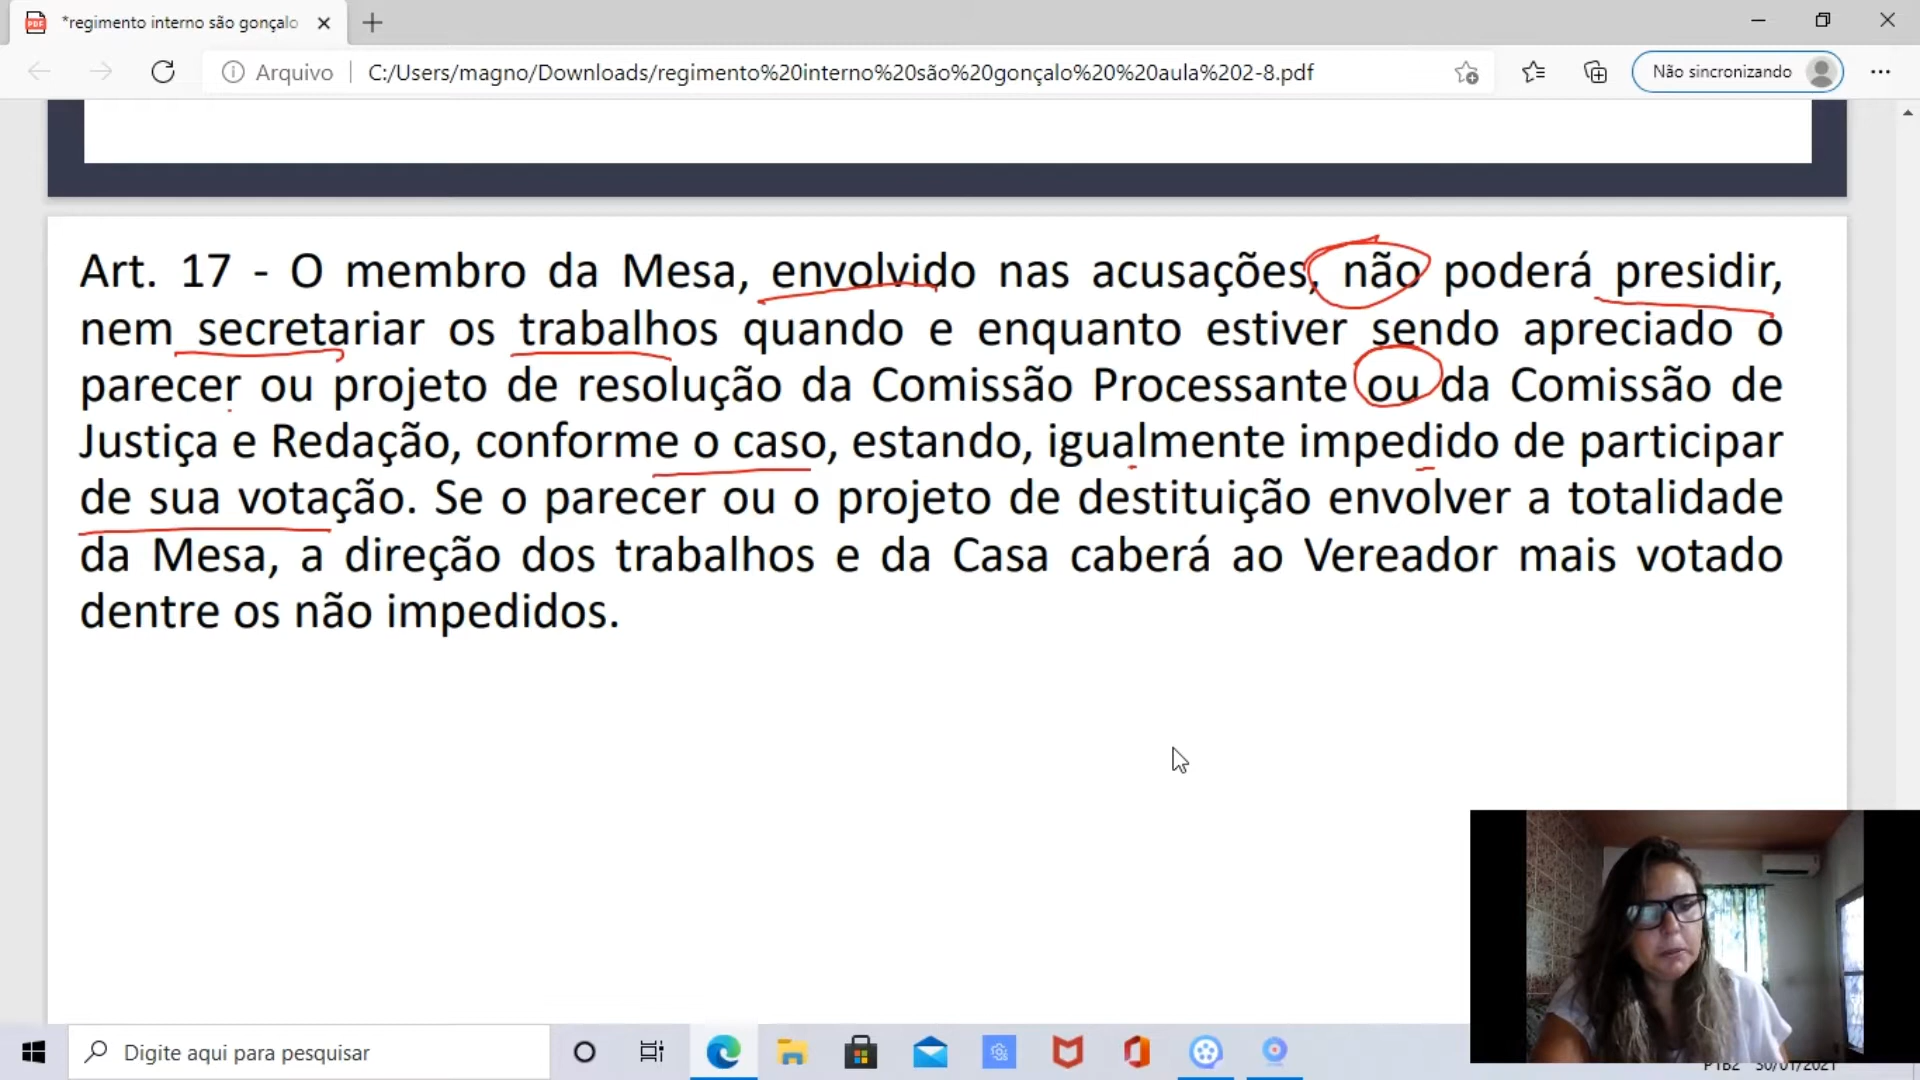 *regimento interno são gonçalo
Arquivo | C:/Users/magno/Downloads/regimento%20interno%20são%20gonçalo%20%20aula%202-8.pdf
Não sincronizando
Art. 17 - O membro da Mesa, envolvido nas acusações, não poderá presidir,
nem secretariar os trabalhos quando e enquanto estiver sendo apreciado o
parecer ou projeto de resolução da Comissão Processante ou da Comissão de
Justiça e Redação, conforme o caso, estando, igualmente impedido de participar
de sua votação. Se o parecer ou o projeto de destituição envolver a totalidade
da Mesa, a direção dos trabalhos e da Casa caberá ao Vereador mais votado
dentre os não impedidos.
Digite aqui para pesquisar
PTB2 30/01/2021